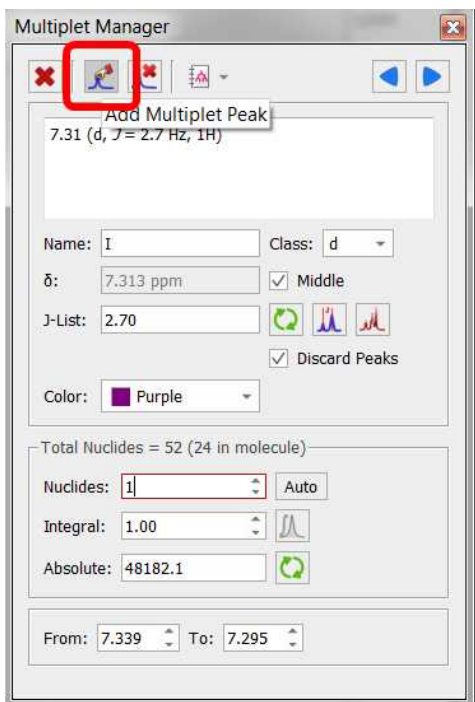 Multiplet Manager
Add Multiplet Peak
7.31 (d, J = 2.7 Hz, 1H)
Name: I Class: d
δ: 7.313 ppm Middle
J-List: 2.70
Discard Peaks
Color: Purple
Total Nuclides = 52 (24 in molecule)
Nuclides: 1 Auto
Integral: 1.00
Absolute: 48182.1
From: 7.339 To: 7.295